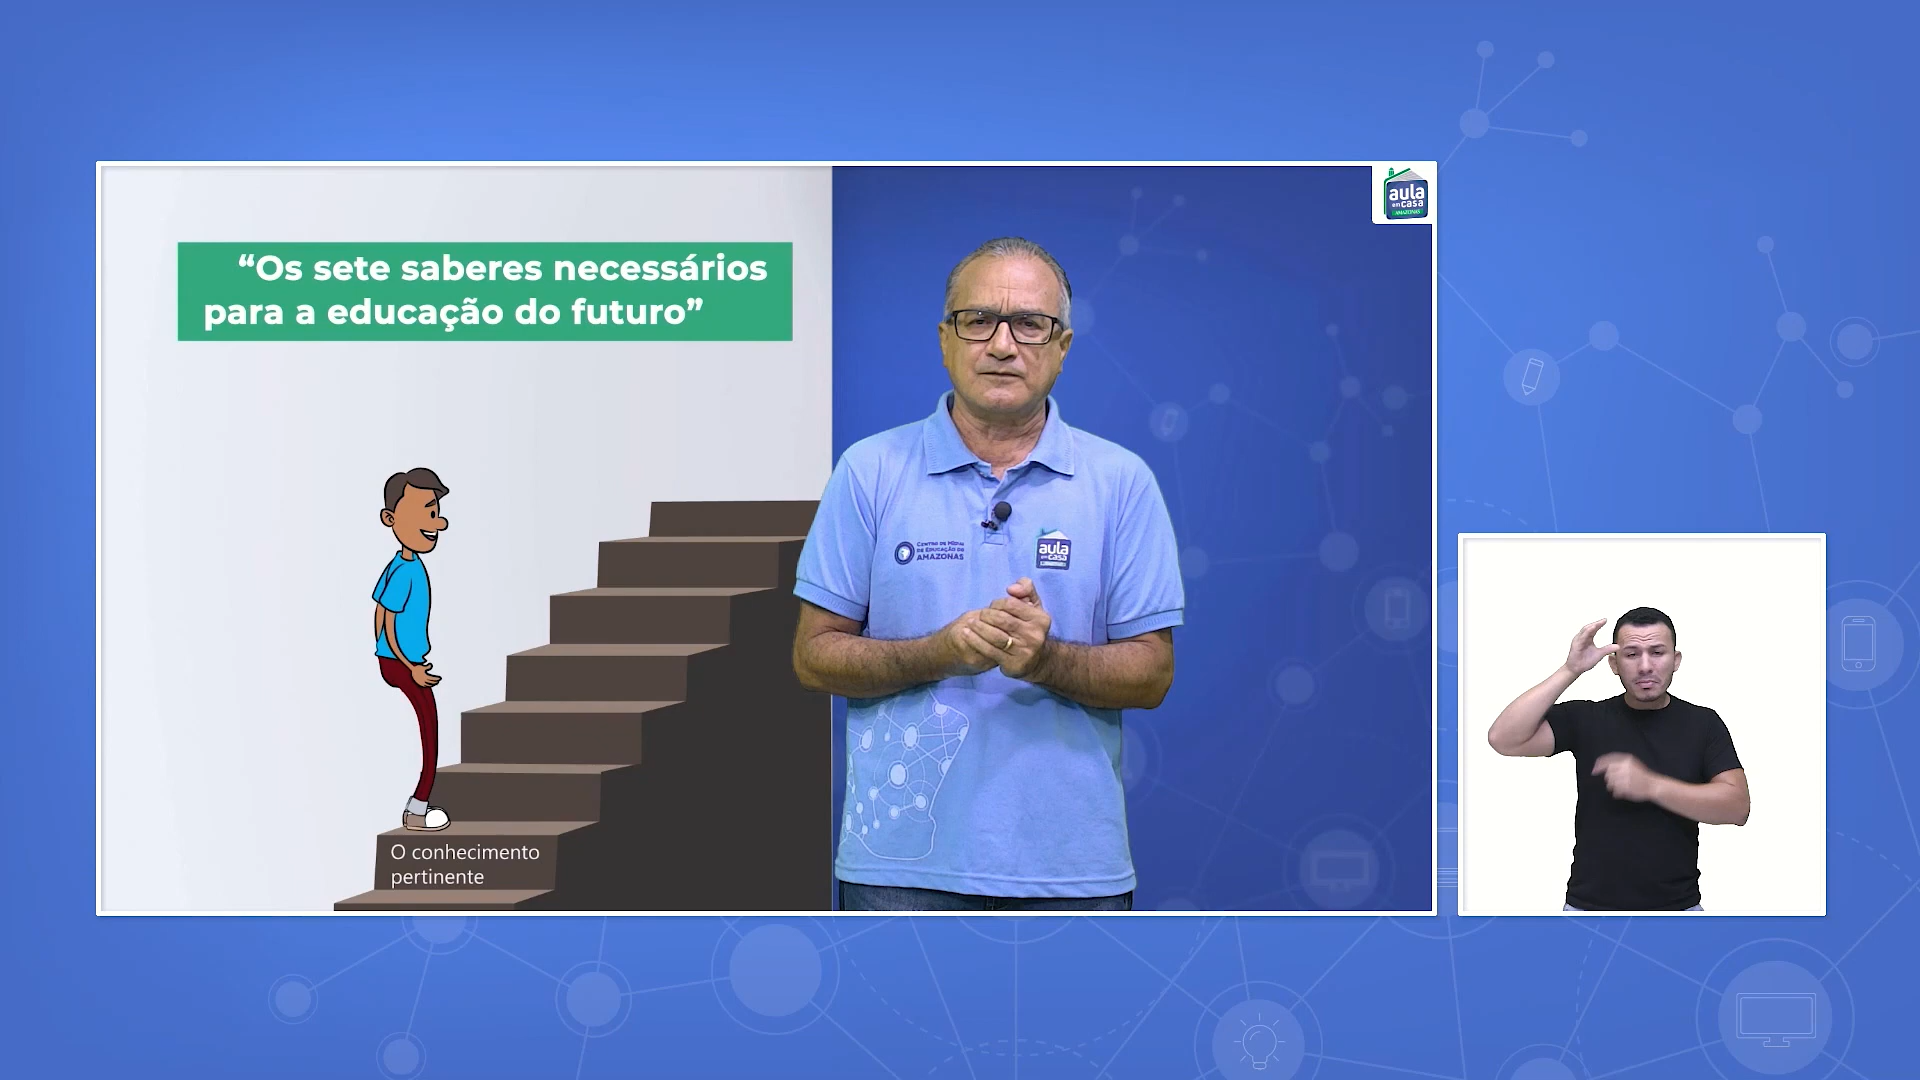 “Os sete saberes necessários
para a educação do futuro”
aula
em casa
AMAZONAS
CENTRO DE MÍDIAS
DE EDUCAÇÃO DO
AMAZONAS
aula
em casa
O conhecimento
pertinente